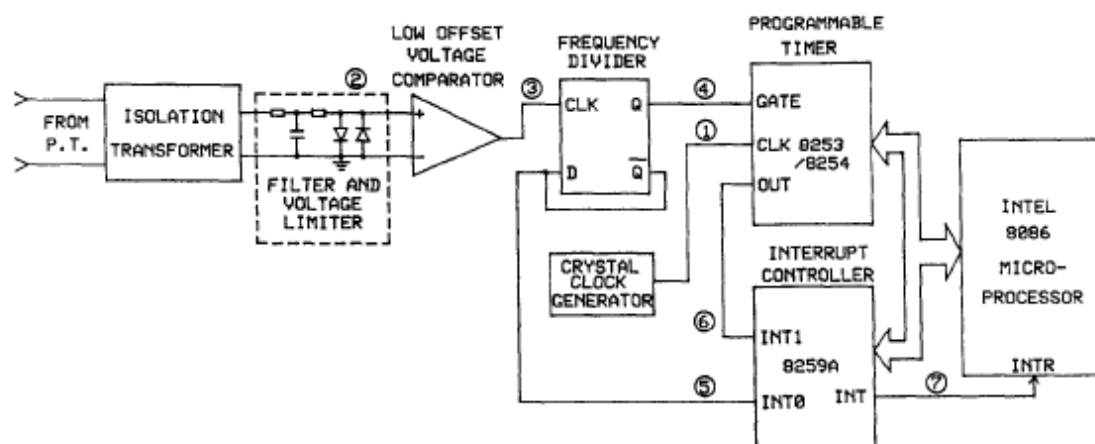 FROM
P.T.
ISOLATION
TRANSFORMER
②
FILTER AND
VOLTAGE
LIMITER
LOW OFFSET
VOLTAGE
COMPARATOR
+
−
③
FREQUENCY
DIVIDER
CLK Q
D Q̅
④
①
CRYSTAL
CLOCK
GENERATOR
PROGRAMMABLE
TIMER
GATE
CLK 8253
/8254
OUT
INTERRUPT
CONTROLLER
⑥
INT1
8259A
⑤
INT0 INT
⑦
INTEL
8086
MICRO-
PROCESSOR
INTR